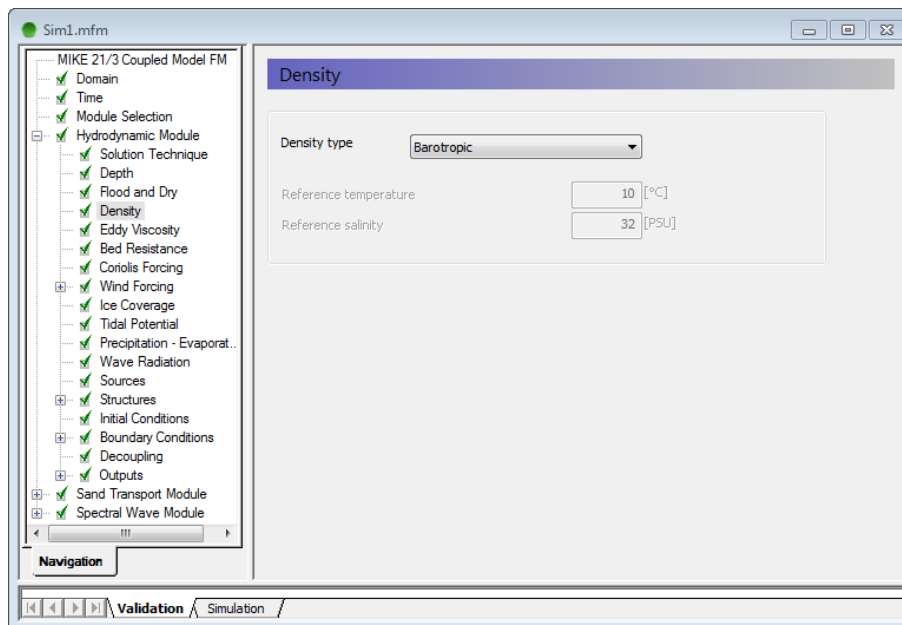 Sim1.mfm
MIKE 21/3 Coupled Model FM
Domain
Time
Module Selection
Hydrodynamic Module
Solution Technique
Depth
Flood and Dry
Density
Eddy Viscosity
Bed Resistance
Coriolis Forcing
Wind Forcing
Ice Coverage
Tidal Potential
Precipitation - Evaporat..
Wave Radiation
Sources
Structures
Initial Conditions
Boundary Conditions
Decoupling
Outputs
Sand Transport Module
Spectral Wave Module
Navigation
Density
Density type Barotropic
Reference temperature 10 [°C]
Reference salinity 32 [PSU]
Validation Simulation